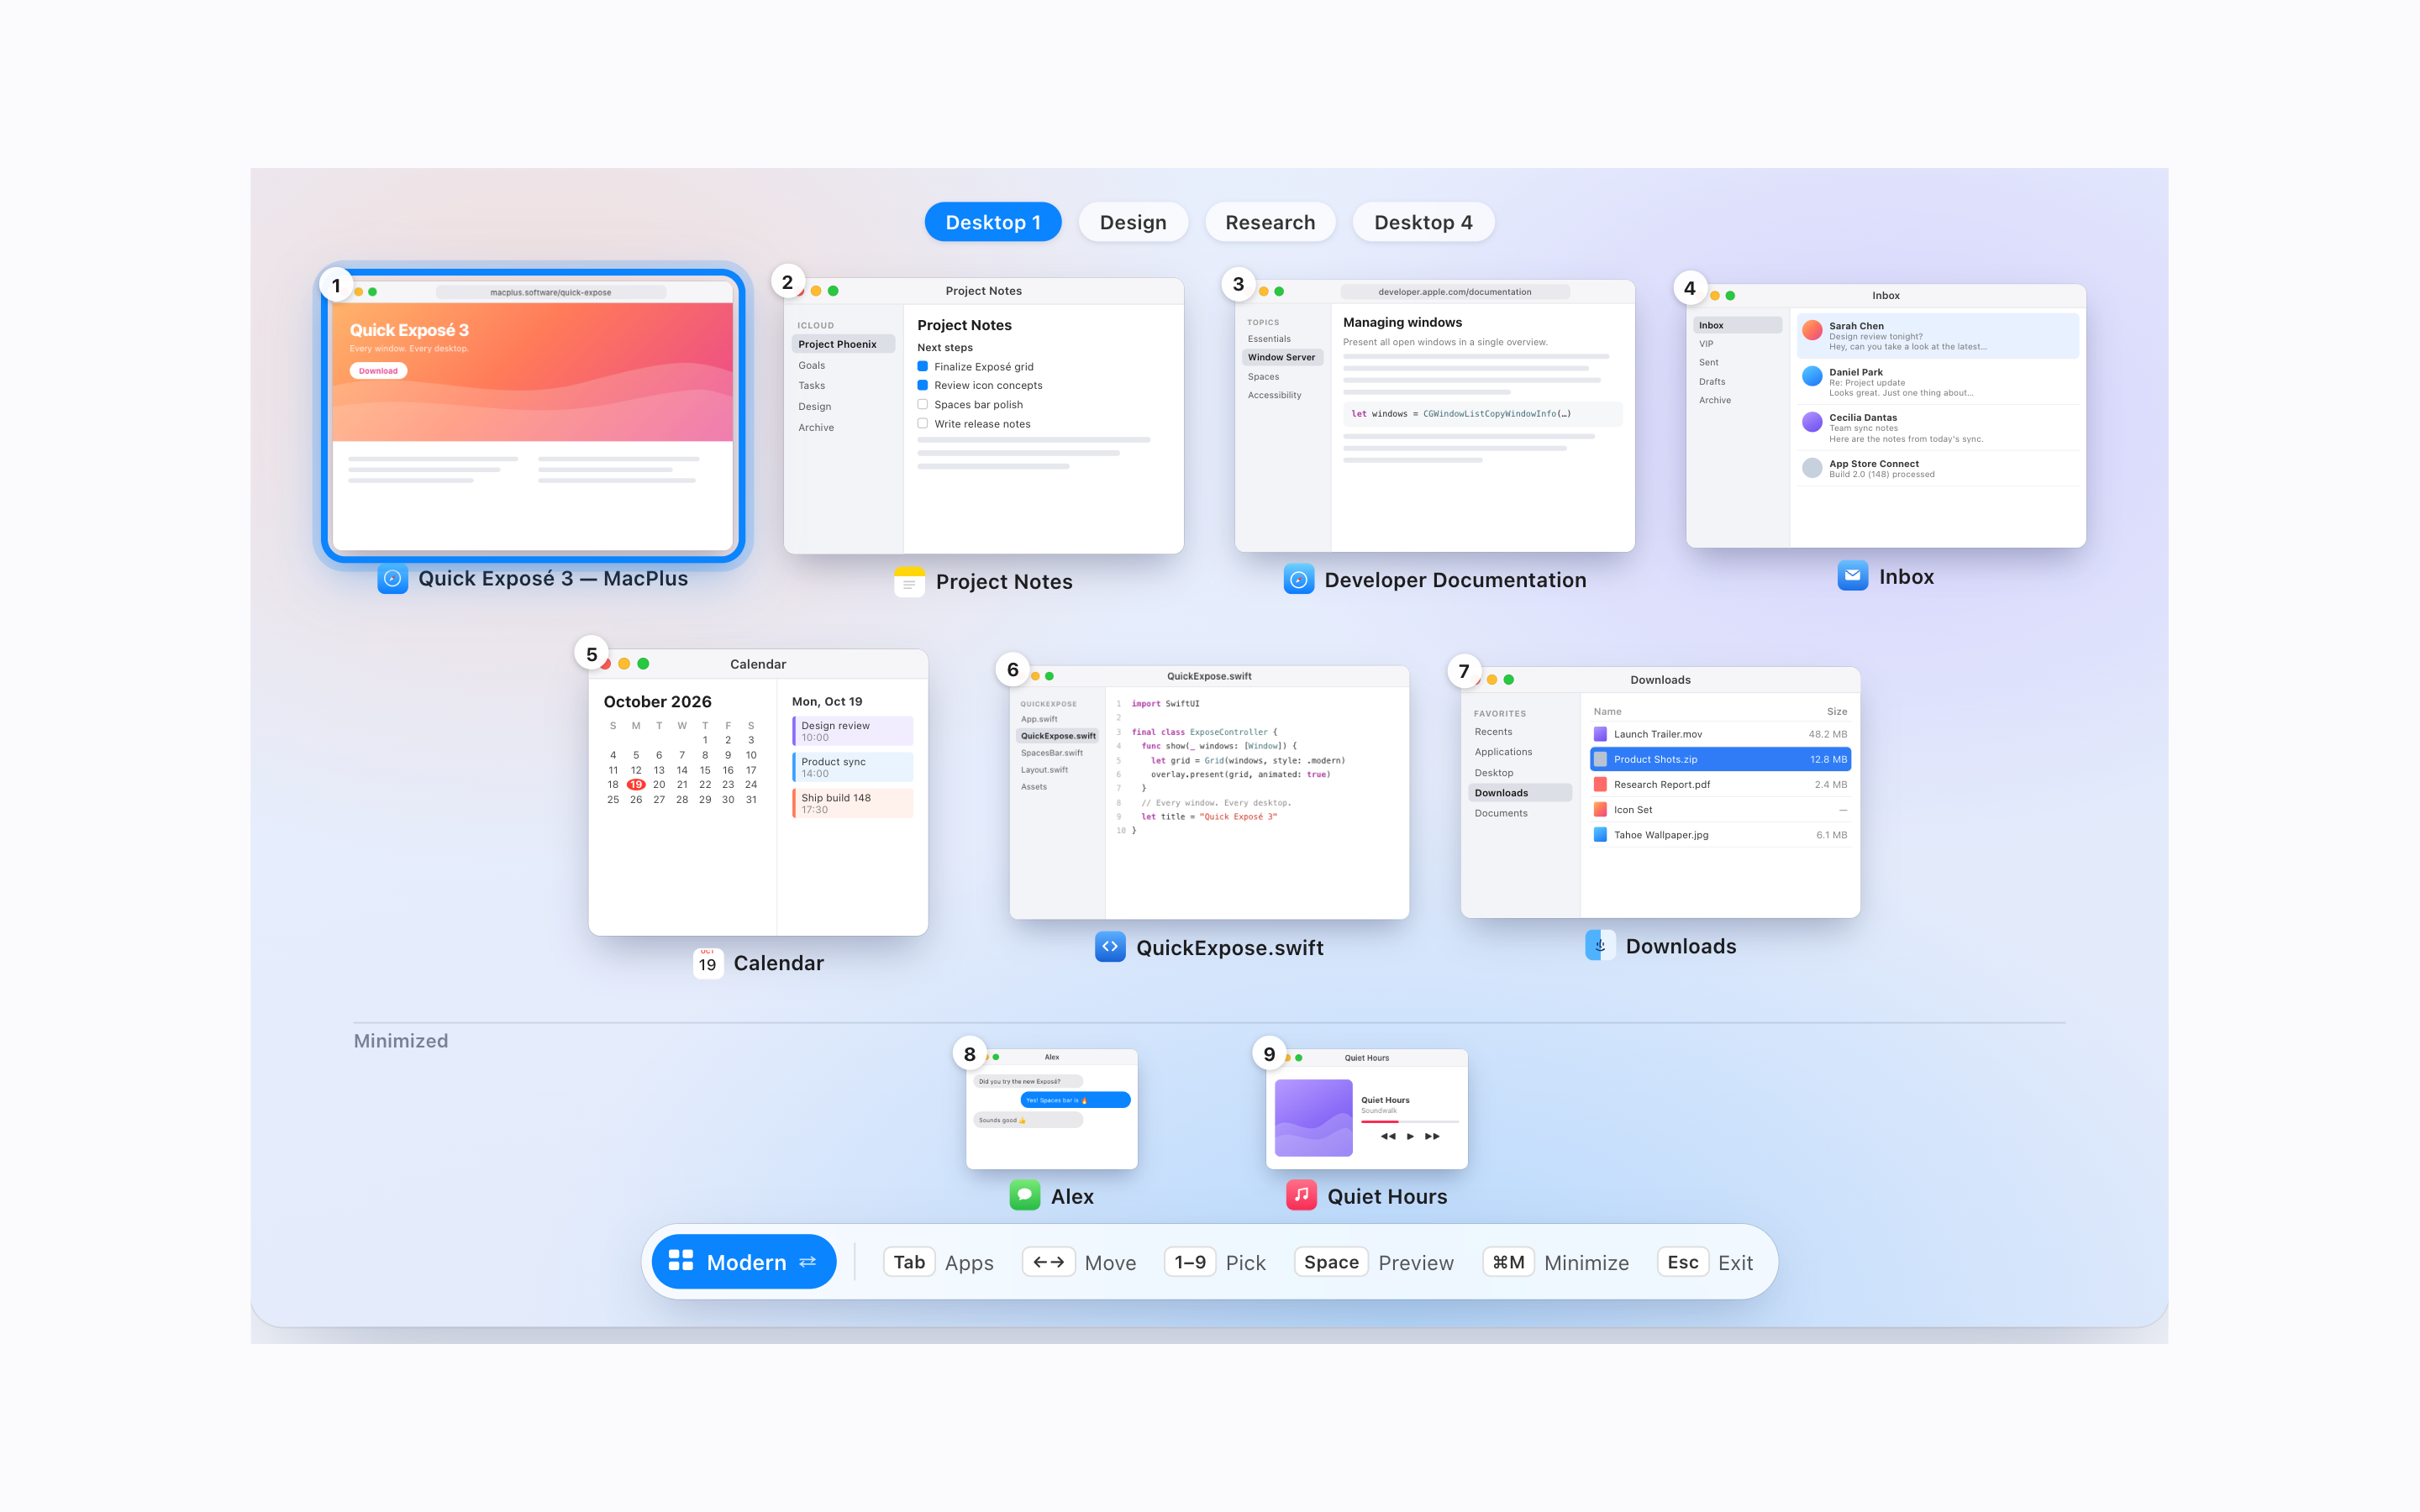 Desktop 1
Design
Research
Desktop 4
1
macplus.software/quick-expose
Quick Exposé 3
Every window. Every desktop.
Download
Quick Exposé 3 — MacPlus
2
Project Notes
ICLOUD
Project Phoenix
Goals
Tasks
Design
Archive
Project Notes
Next steps
Finalize Exposé grid
Review icon concepts
Spaces bar polish
Write release notes
Project Notes
3
developer.apple.com/documentation
TOPICS
Essentials
Window Server
Spaces
Accessibility
Managing windows
Present all open windows in a single overview.
let windows = CGWindowListCopyWindowInfo(…)
Developer Documentation
4
Inbox
Inbox
VIP
Sent
Drafts
Archive
Sarah Chen
Design review tonight?
Hey, can you take a look at the latest…
Daniel Park
Re: Project update
Looks great. Just one thing about…
Cecilia Dantas
Team sync notes
Here are the notes from today's sync.
App Store Connect
Build 2.0 (148) processed
Inbox
5
Calendar
October 2026
S M T W T F S
1 2 3
4 5 6 7 8 9 10
11 12 13 14 15 16 17
18 19 20 21 22 23 24
25 26 27 28 29 30 31
Mon, Oct 19
Design review
10:00
Product sync
14:00
Ship build 148
17:30
OCT
19
Calendar
6
QuickExpose.swift
QUICKEXPOSE
App.swift
QuickExpose.swift
SpacesBar.swift
Layout.swift
Assets
1 import SwiftUI
2
3 final class ExposeController {
4 func show(_ windows: [Window]) {
5 let grid = Grid(windows, style: .modern)
6 overlay.present(grid, animated: true)
7 }
8 // Every window. Every desktop.
9 let title = "Quick Exposé 3"
10 }
QuickExpose.swift
7
Downloads
FAVORITES
Recents
Applications
Desktop
Downloads
Documents
Name Size
Launch Trailer.mov 48.2 MB
Product Shots.zip 12.8 MB
Research Report.pdf 2.4 MB
Icon Set —
Tahoe Wallpaper.jpg 6.1 MB
Downloads
Minimized
8
Alex
Did you try the new Exposé?
Yes! Spaces bar is 🔥
Sounds good 👍
Alex
9
Quiet Hours
Quiet Hours
Soundwalk
Quiet Hours
Modern ⇄
Tab Apps
←→ Move
1–9 Pick
Space Preview
⌘M Minimize
Esc Exit